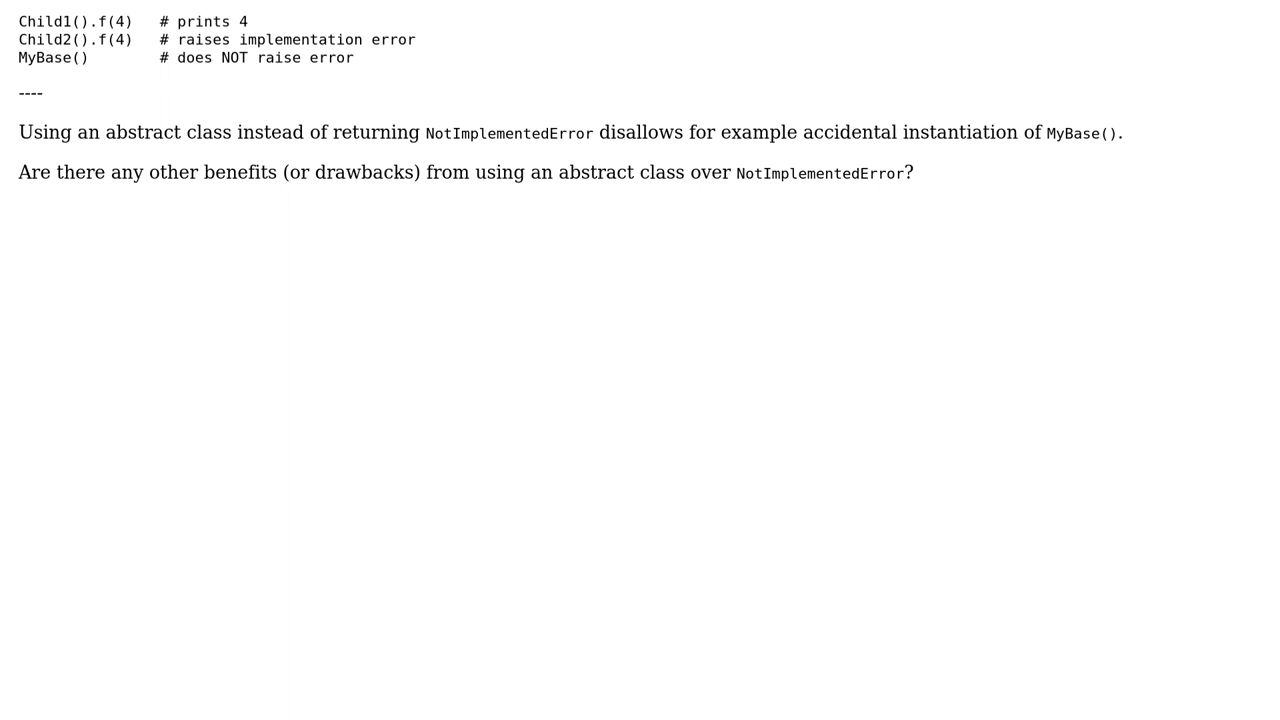 Child1().f(4)   # prints 4
Child2().f(4)   # raises implementation error
MyBase()        # does NOT raise error
----
Using an abstract class instead of returning NotImplementedError disallows for example accidental instantiation of MyBase().
Are there any other benefits (or drawbacks) from using an abstract class over NotImplementedError?